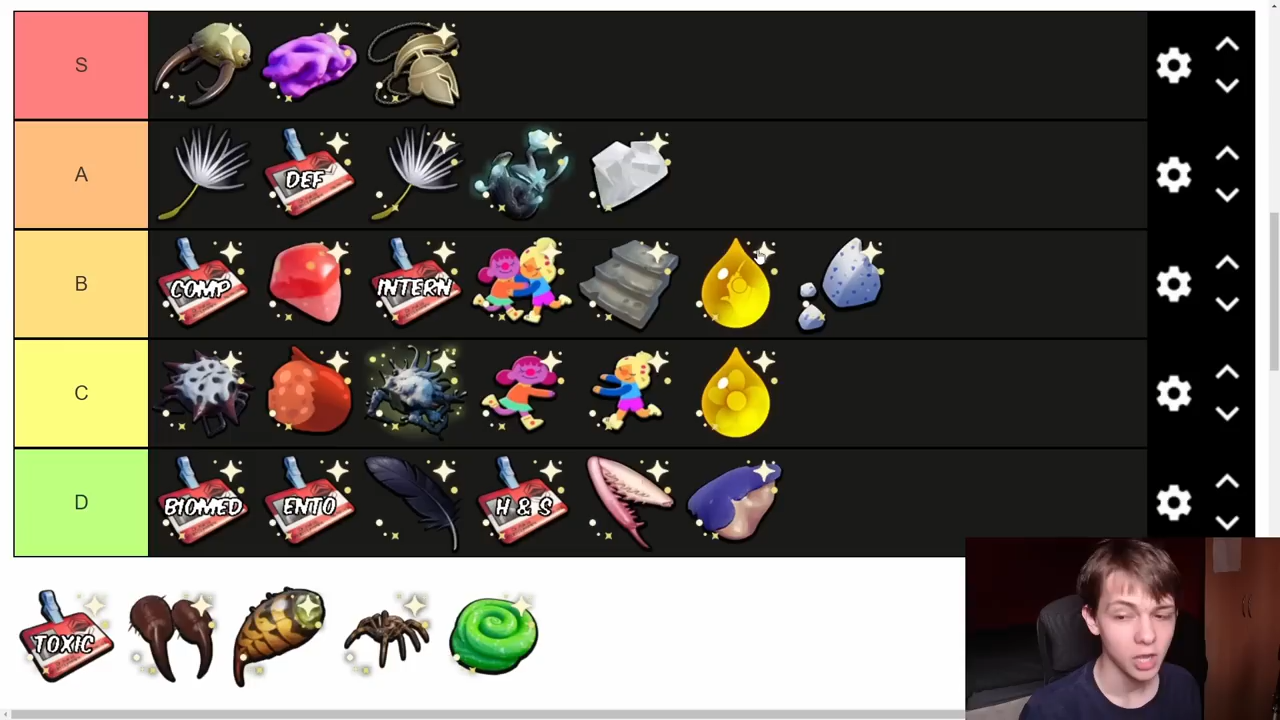 S
A
DEF
B
COMP
INTERN
C
D
BIOMED
ENTO
H & S
TOXIC